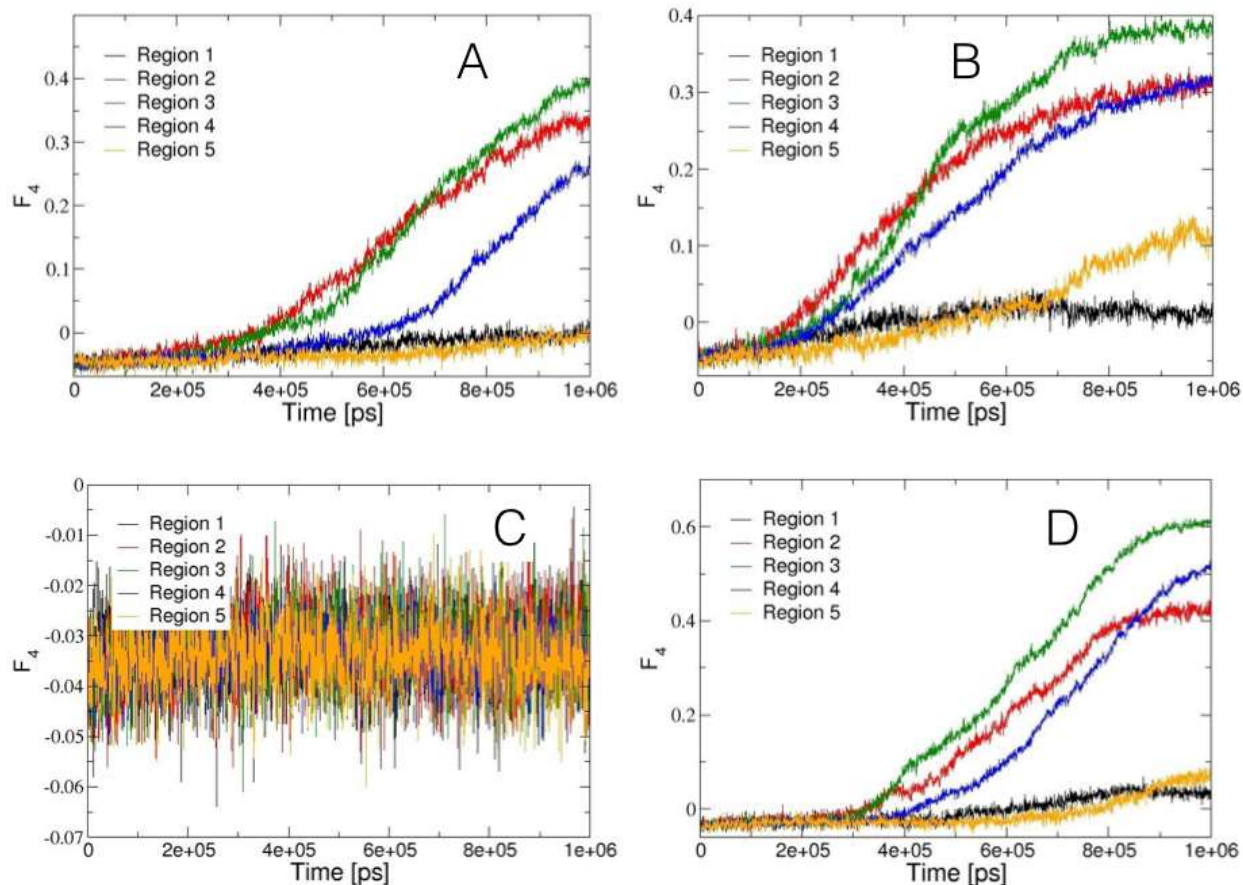 A
Region 1
Region 2
Region 3
Region 4
Region 5
0.4
0.3
0.2
0.1
0
F4
0
2e+05
4e+05
6e+05
8e+05
1e+06
Time [ps]
B
Region 1
Region 2
Region 3
Region 4
Region 5
0.4
0.3
0.2
0.1
0
F4
0
2e+05
4e+05
6e+05
8e+05
1e+06
Time [ps]
C
Region 1
Region 2
Region 3
Region 4
Region 5
0
-0.01
-0.02
-0.03
-0.04
-0.05
-0.06
-0.07
F4
0
2e+05
4e+05
6e+05
8e+05
1e+06
Time [ps]
D
Region 1
Region 2
Region 3
Region 4
Region 5
0.6
0.4
0.2
0
F4
0
2e+05
4e+05
6e+05
8e+05
1e+06
Time [ps]